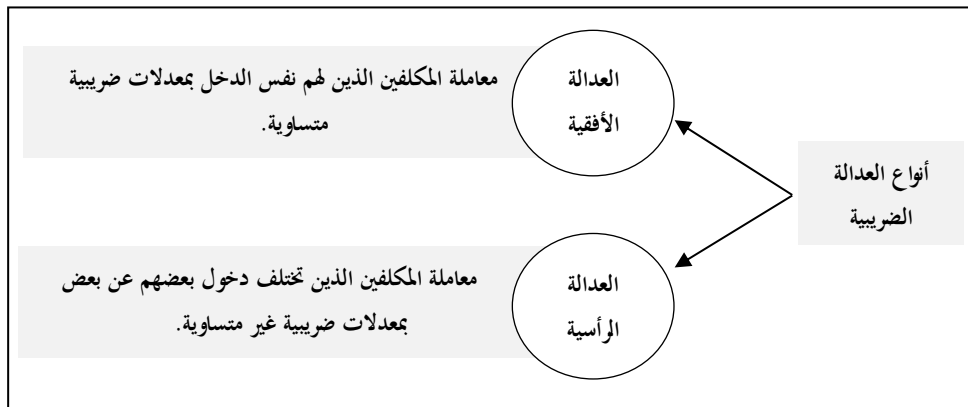 أنواع العدالة
الضريبية
العدالة
الأفقية
معاملة المكلفين الذين لهم نفس الدخل بمعدلات ضريبية
متساوية.
العدالة
الرأسية
معاملة المكلفين الذين تختلف دخول بعضهم عن بعض
بمعدلات ضريبية غير متساوية.